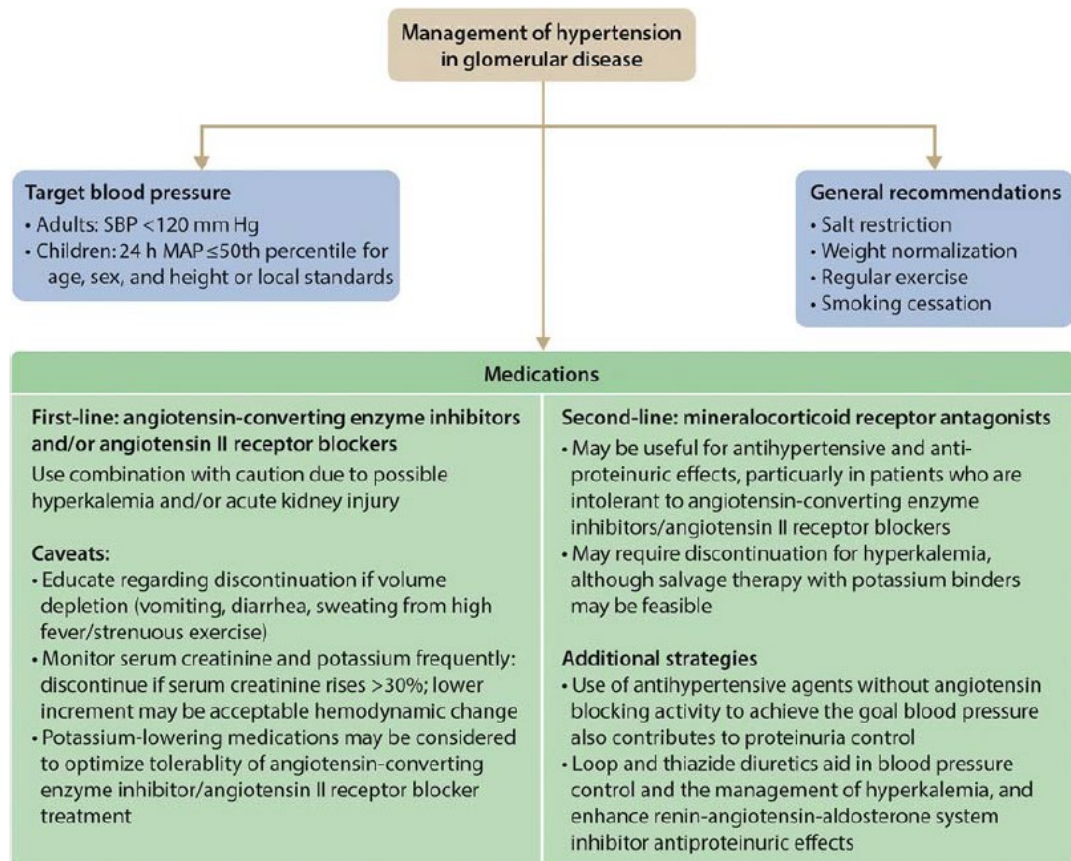 Management of hypertension
in glomerular disease
Target blood pressure
• Adults: SBP <120 mm Hg
• Children: 24 h MAP ≤50th percentile for
age, sex, and height or local standards
General recommendations
• Salt restriction
• Weight normalization
• Regular exercise
• Smoking cessation
Medications
First-line: angiotensin-converting enzyme inhibitors
and/or angiotensin II receptor blockers
Use combination with caution due to possible
hyperkalemia and/or acute kidney injury
Caveats:
• Educate regarding discontinuation if volume
depletion (vomiting, diarrhea, sweating from high
fever/strenuous exercise)
• Monitor serum creatinine and potassium frequently:
discontinue if serum creatinine rises >30%; lower
increment may be acceptable hemodynamic change
• Potassium-lowering medications may be considered
to optimize tolerablity of angiotensin-converting
enzyme inhibitor/angiotensin II receptor blocker
treatment
Second-line: mineralocorticoid receptor antagonists
• May be useful for antihypertensive and anti-
proteinuric effects, particuarly in patients who are
intolerant to angiotensin-converting enzyme
inhibitors/angiotensin II receptor blockers
• May require discontinuation for hyperkalemia,
although salvage therapy with potassium binders
may be feasible
Additional strategies
• Use of antihypertensive agents without angiotensin
blocking activity to achieve the goal blood pressure
also contributes to proteinuria control
• Loop and thiazide diuretics aid in blood pressure
control and the management of hyperkalemia, and
enhance renin-angiotensin-aldosterone system
inhibitor antiproteinuric effects